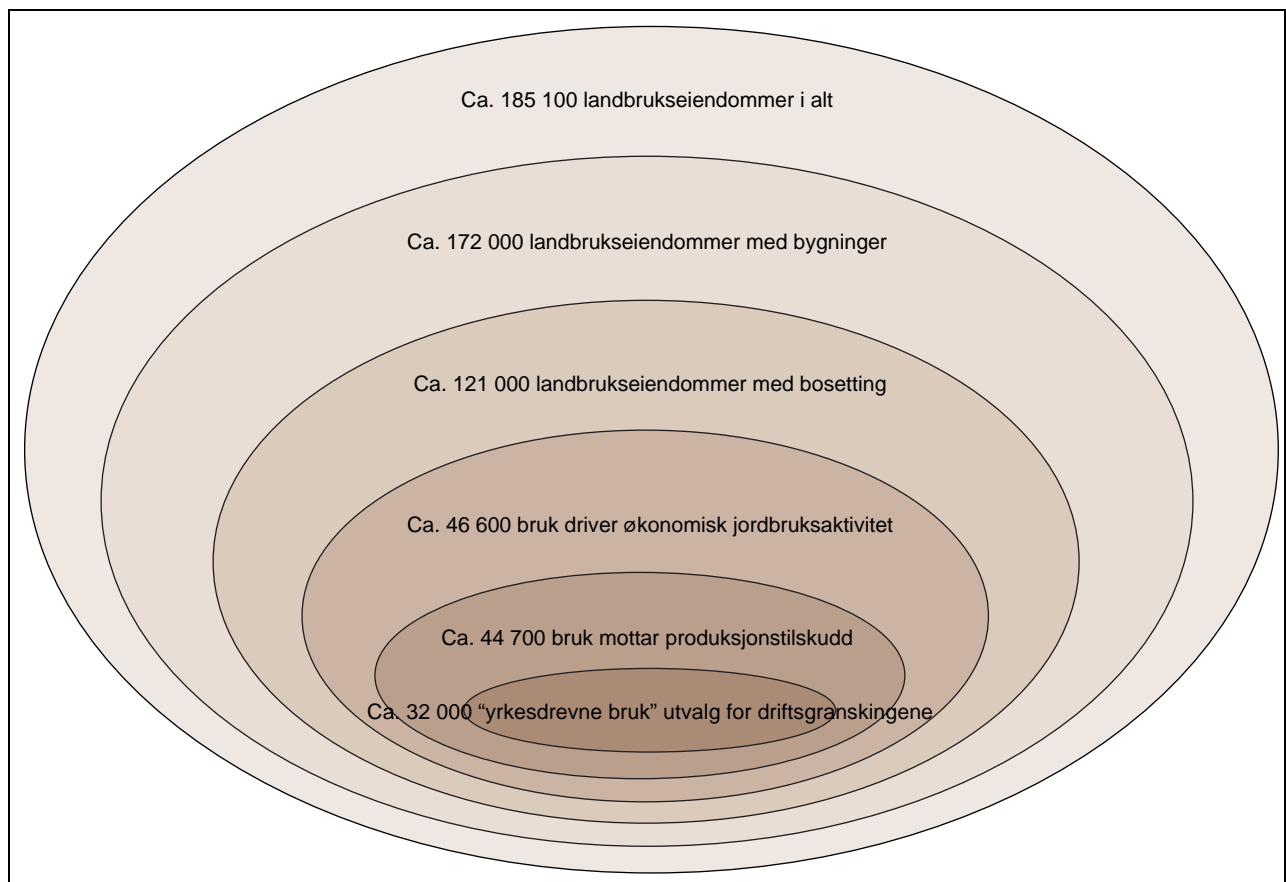 Ca. 185 100 landbrukseiendommer i alt
Ca. 172 000 landbrukseiendommer med bygninger
Ca. 121 000 landbrukseiendommer med bosetting
Ca. 46 600 bruk driver økonomisk jordbruksaktivitet
Ca. 44 700 bruk mottar produksjonstilskudd
Ca. 32 000 “yrkesdrevne bruk” utvalg for driftsgranskingene